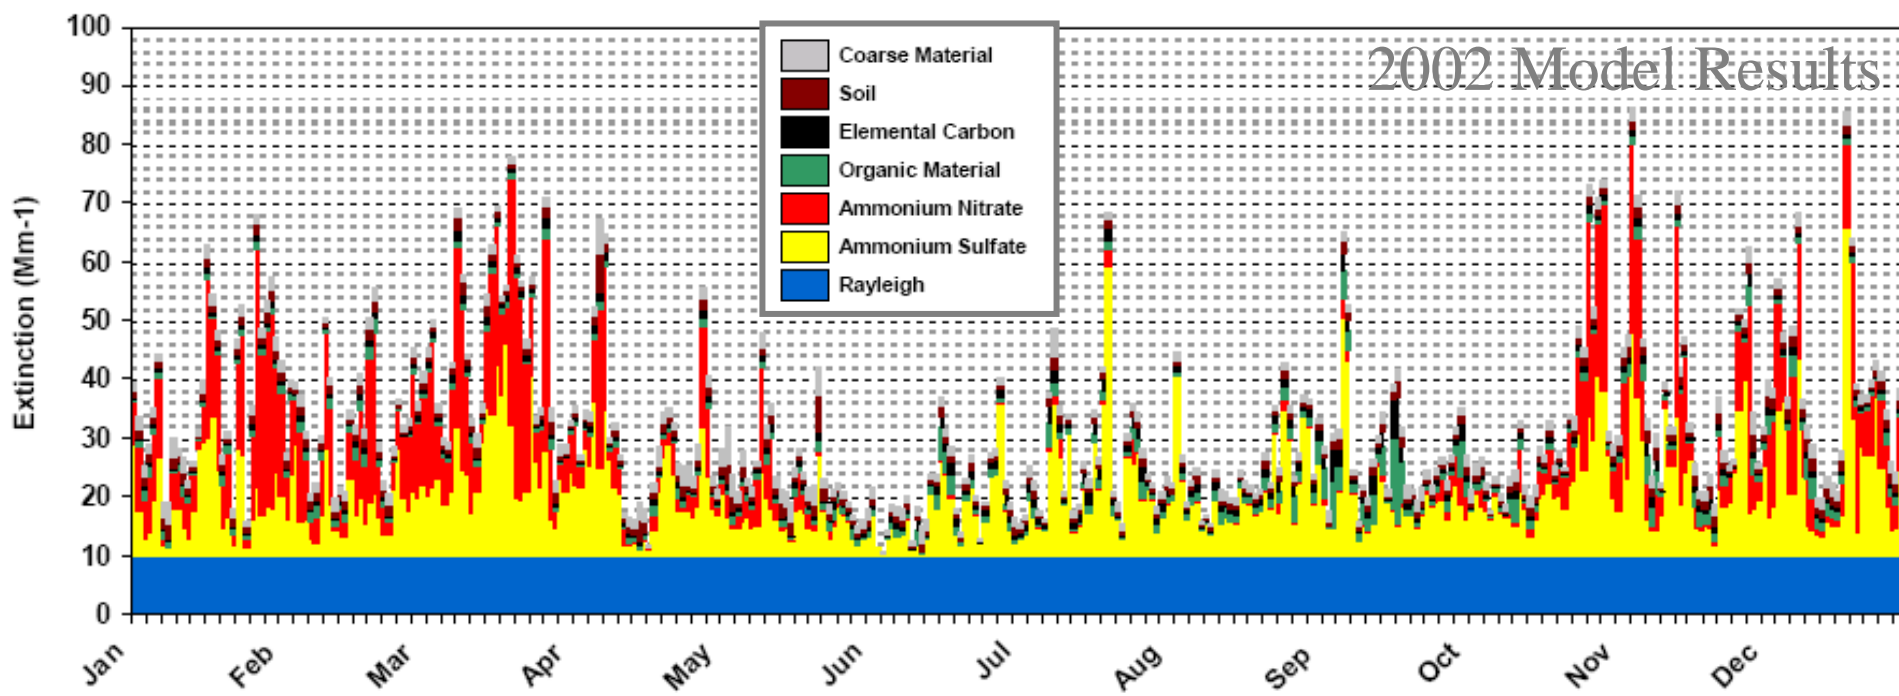 2002 Model Results
100
90
80
70
60
50
40
30
20
10
0
Extinction (Mm-1)
Coarse Material
Soil
Elemental Carbon
Organic Material
Ammonium Nitrate
Ammonium Sulfate
Rayleigh
Jan
Feb
Mar
Apr
May
Jun
Jul
Aug
Sep
Oct
Nov
Dec